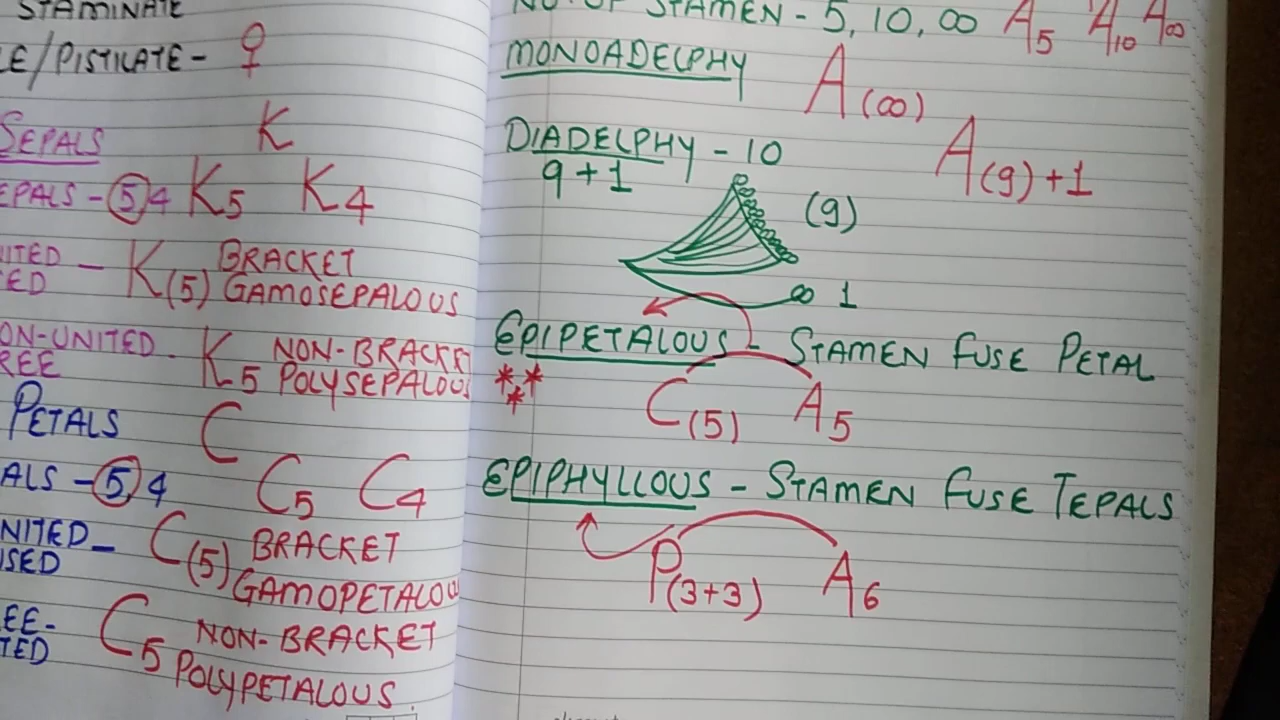 STAMINATE
LE/PISTILATE - ♀
SEPALS K
EPALS - 5 4 K5 K4
NITED - K(5) BRACKET
ED GAMOSEPALOUS
ON-UNITED - K5 NON-BRACKET
REE POLYSEPALOUS
PETALS C
ALS - 5 4 C5 C4
NITED - C(5) BRACKET
SED GAMOPETALOU
EE- C5 NON-BRACKET
TED POLYPETALOUS.
NO. OF STAMEN - 5, 10, ∞ A5 A10 A∞
MONOADELPHY A(∞)
DIADELPHY - 10 A(9)+1
9+1
(9)
1
EPIPETALOUS - STAMEN FUSE PETAL
C(5) A5
EPIPHYLLOUS - STAMEN FUSE TEPALS
P(3+3) A6